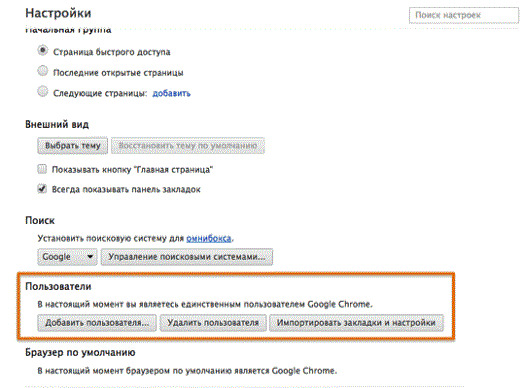 Настройки
Поиск настроек
Начальная группа
Страница быстрого доступа
Последние открытые страницы
Следующие страницы: добавить
Внешний вид
Выбрать тему Восстановить тему по умолчанию
Показывать кнопку "Главная страница"
Всегда показывать панель закладок
Поиск
Установить поисковую систему для омнибокса.
Google Управление поисковыми системами...
Пользователи
В настоящий момент вы являетесь единственным пользователем Google Chrome.
Добавить пользователя... Удалить пользователя Импортировать закладки и настройки
Браузер по умолчанию
В настоящий момент браузером по умолчанию является Google Chrome.